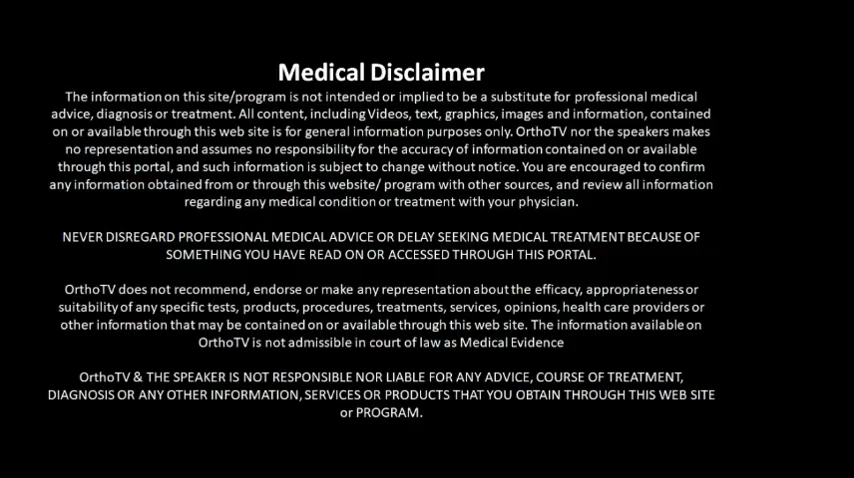 Medical Disclaimer
The information on this site/program is not intended or implied to be a substitute for professional medical
advice, diagnosis or treatment. All content, including Videos, text, graphics, images and information, contained
on or available through this web site is for general information purposes only. OrthoTV nor the speakers makes
no representation and assumes no responsibility for the accuracy of information contained on or available
through this portal, and such information is subject to change without notice. You are encouraged to confirm
any information obtained from or through this website/ program with other sources, and review all information
regarding any medical condition or treatment with your physician.
NEVER DISREGARD PROFESSIONAL MEDICAL ADVICE OR DELAY SEEKING MEDICAL TREATMENT BECAUSE OF
SOMETHING YOU HAVE READ ON OR ACCESSED THROUGH THIS PORTAL.
OrthoTV does not recommend, endorse or make any representation about the efficacy, appropriateness or
suitability of any specific tests, products, procedures, treatments, services, opinions, health care providers or
other information that may be contained on or available through this web site. The information available on
OrthoTV is not admissible in court of law as Medical Evidence
OrthoTV & THE SPEAKER IS NOT RESPONSIBLE NOR LIABLE FOR ANY ADVICE, COURSE OF TREATMENT,
DIAGNOSIS OR ANY OTHER INFORMATION, SERVICES OR PRODUCTS THAT YOU OBTAIN THROUGH THIS WEB SITE
or PROGRAM.